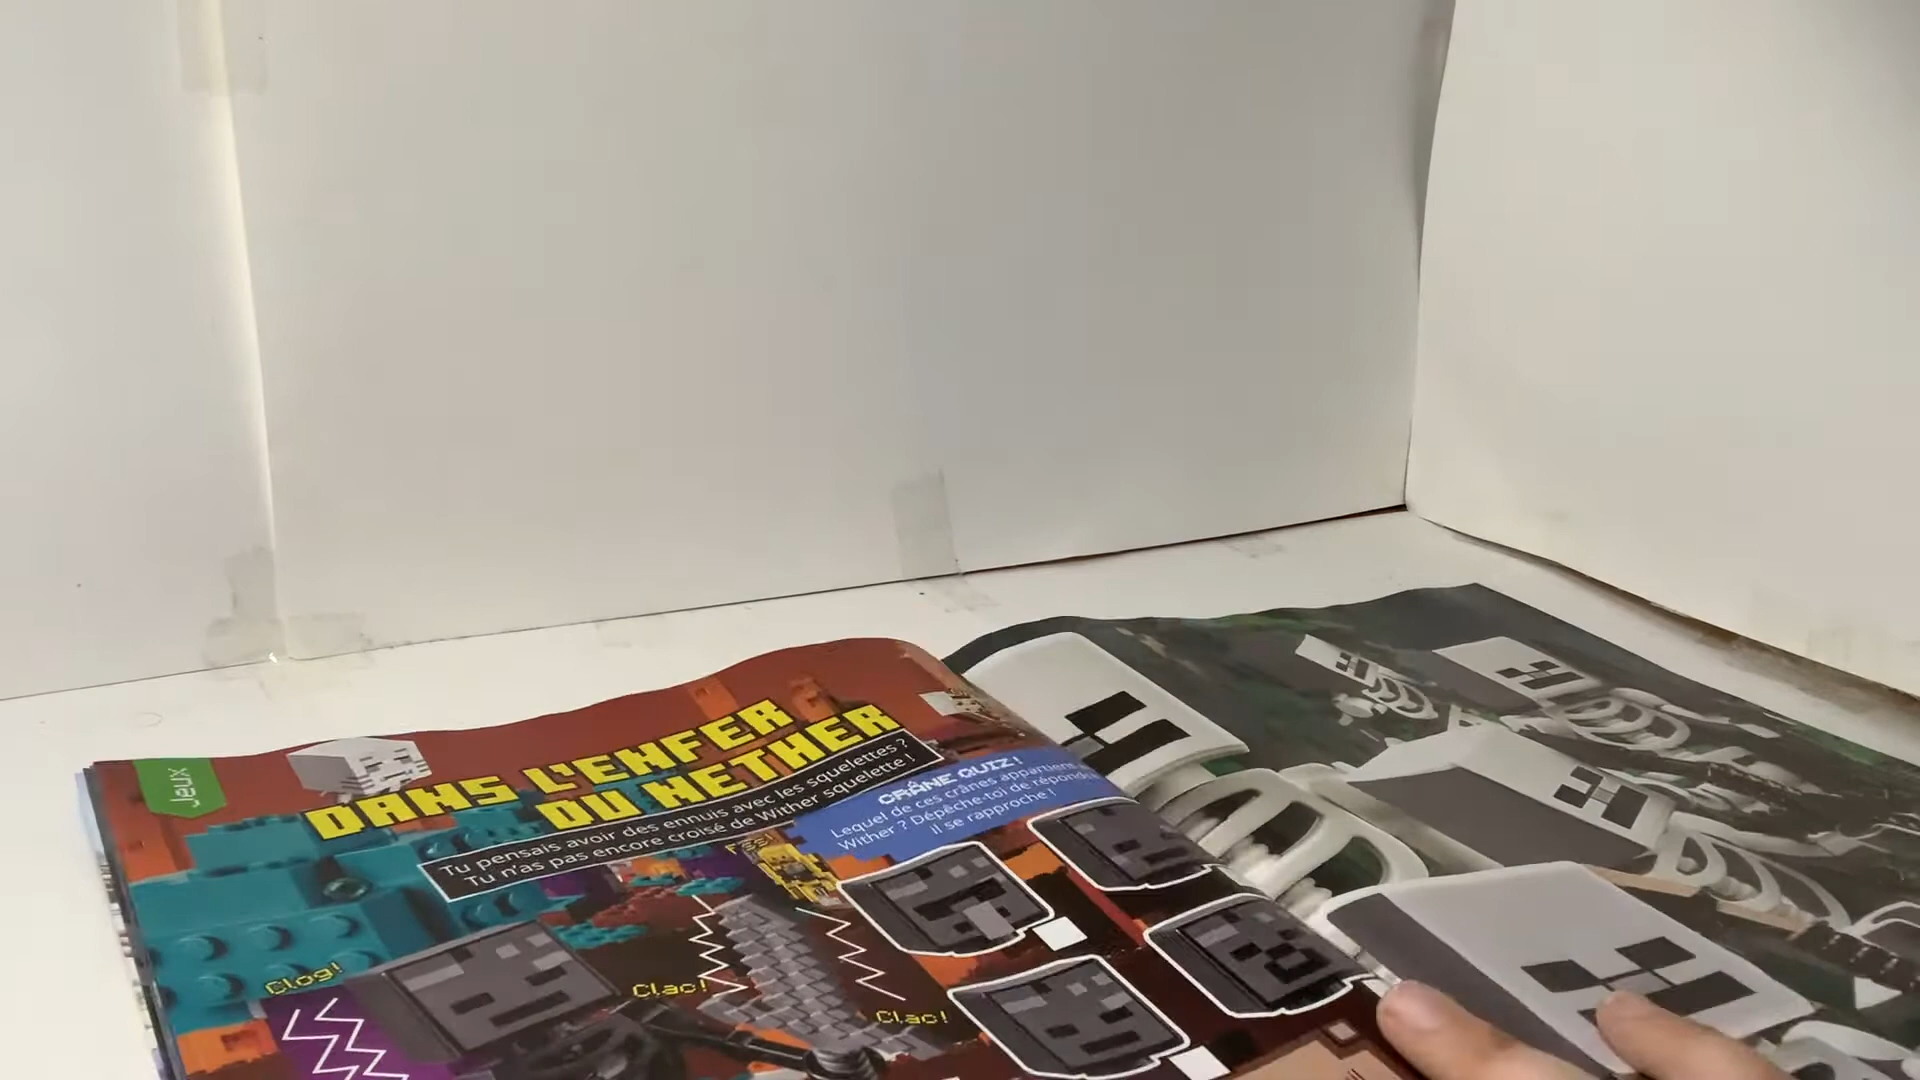 Jeux
DANS L'ENFER
DU NETHER
Tu pensais avoir des ennuis avec les squelettes ?
Tu n'as pas encore croisé de Wither squelette !
CRÂNE QUIZ !
Lequel de ces crânes appartient
Wither ? Dépêche-toi de
il se rapproche !
Clog!
Clac!
Clac!